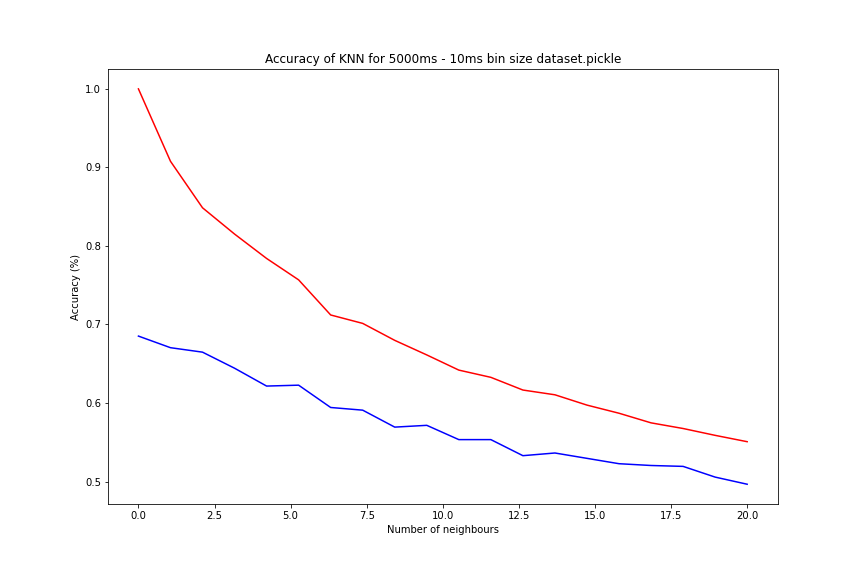 Accuracy of KNN for 5000ms - 10ms bin size dataset.pickle
1.0
0.9
0.8
0.7
0.6
0.5
Accuracy (%)
0.0 2.5 5.0 7.5 10.0 12.5 15.0 17.5 20.0
Number of neighbours